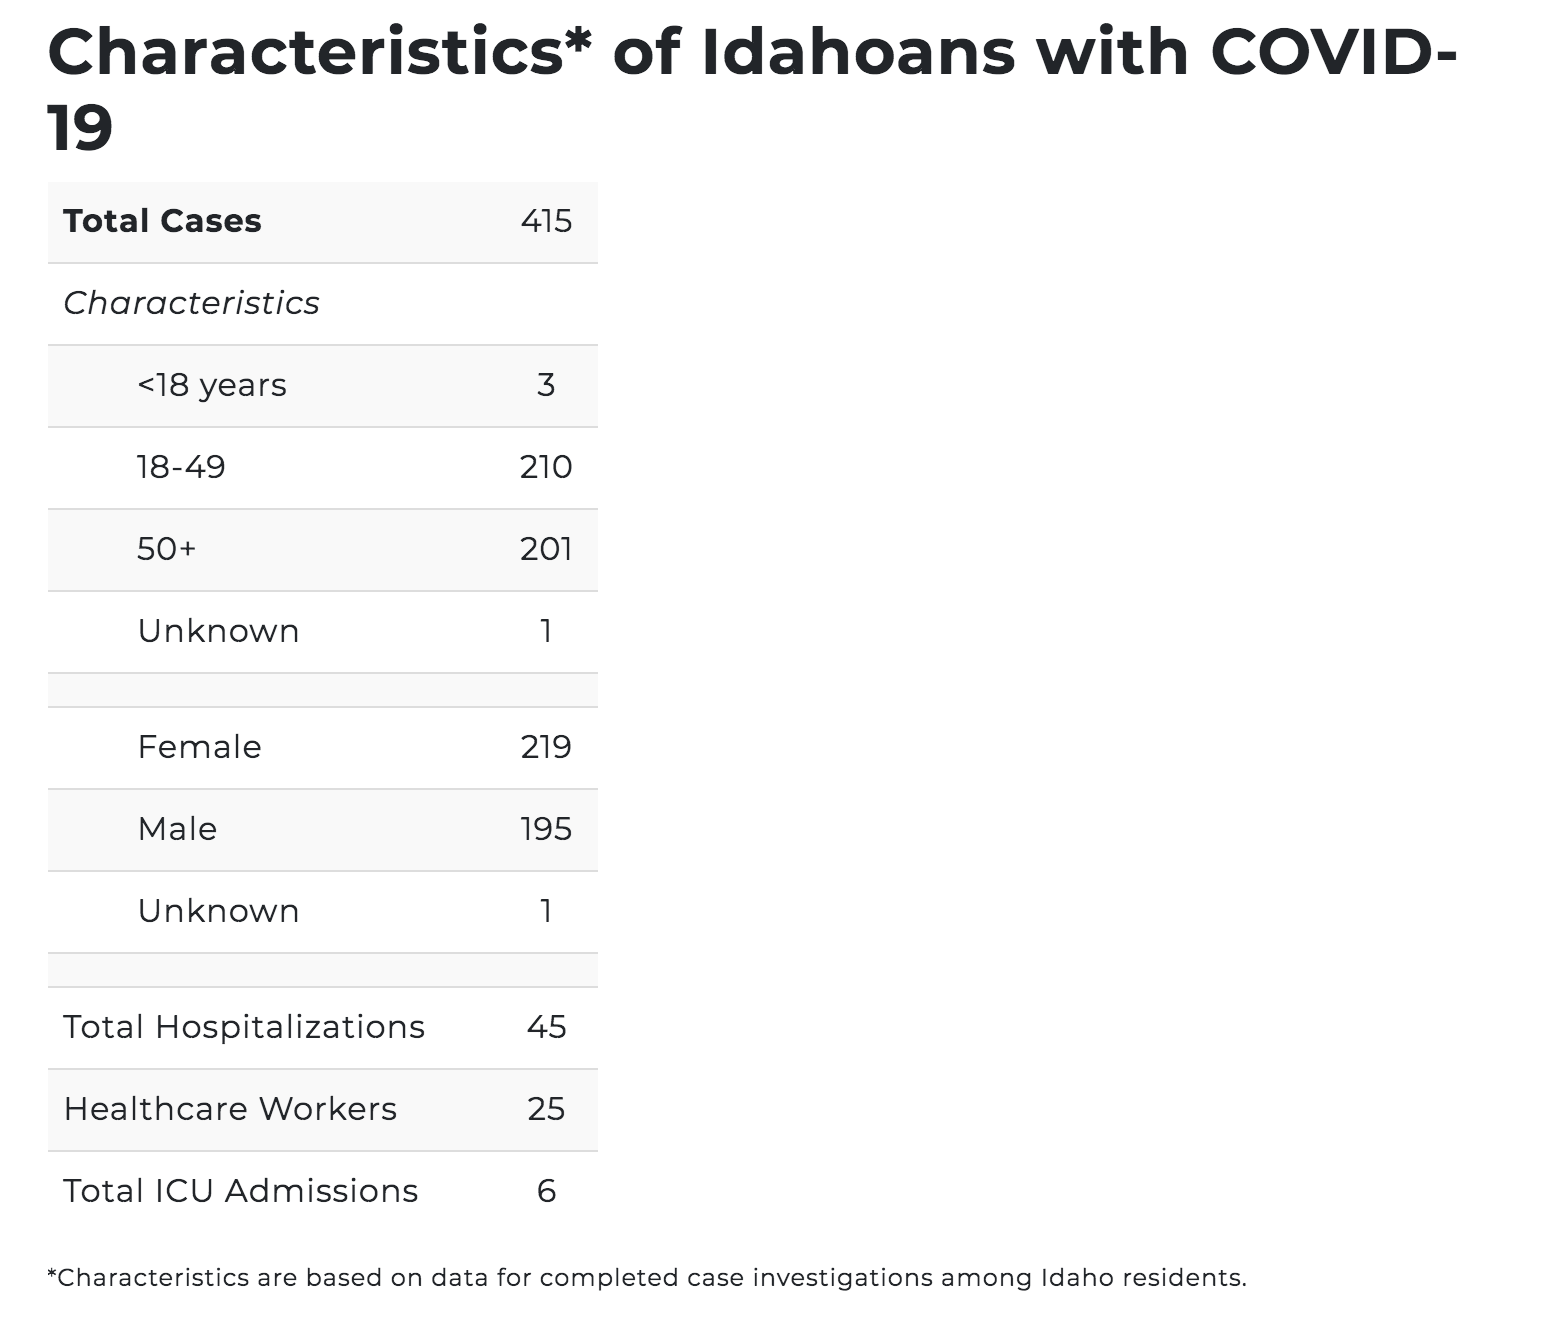 Characteristics* of Idahoans with COVID-
19
Total Cases 415
Characteristics
<18 years 3
18-49 210
50+ 201
Unknown 1
Female 219
Male 195
Unknown 1
Total Hospitalizations 45
Healthcare Workers 25
Total ICU Admissions 6
*Characteristics are based on data for completed case investigations among Idaho residents.